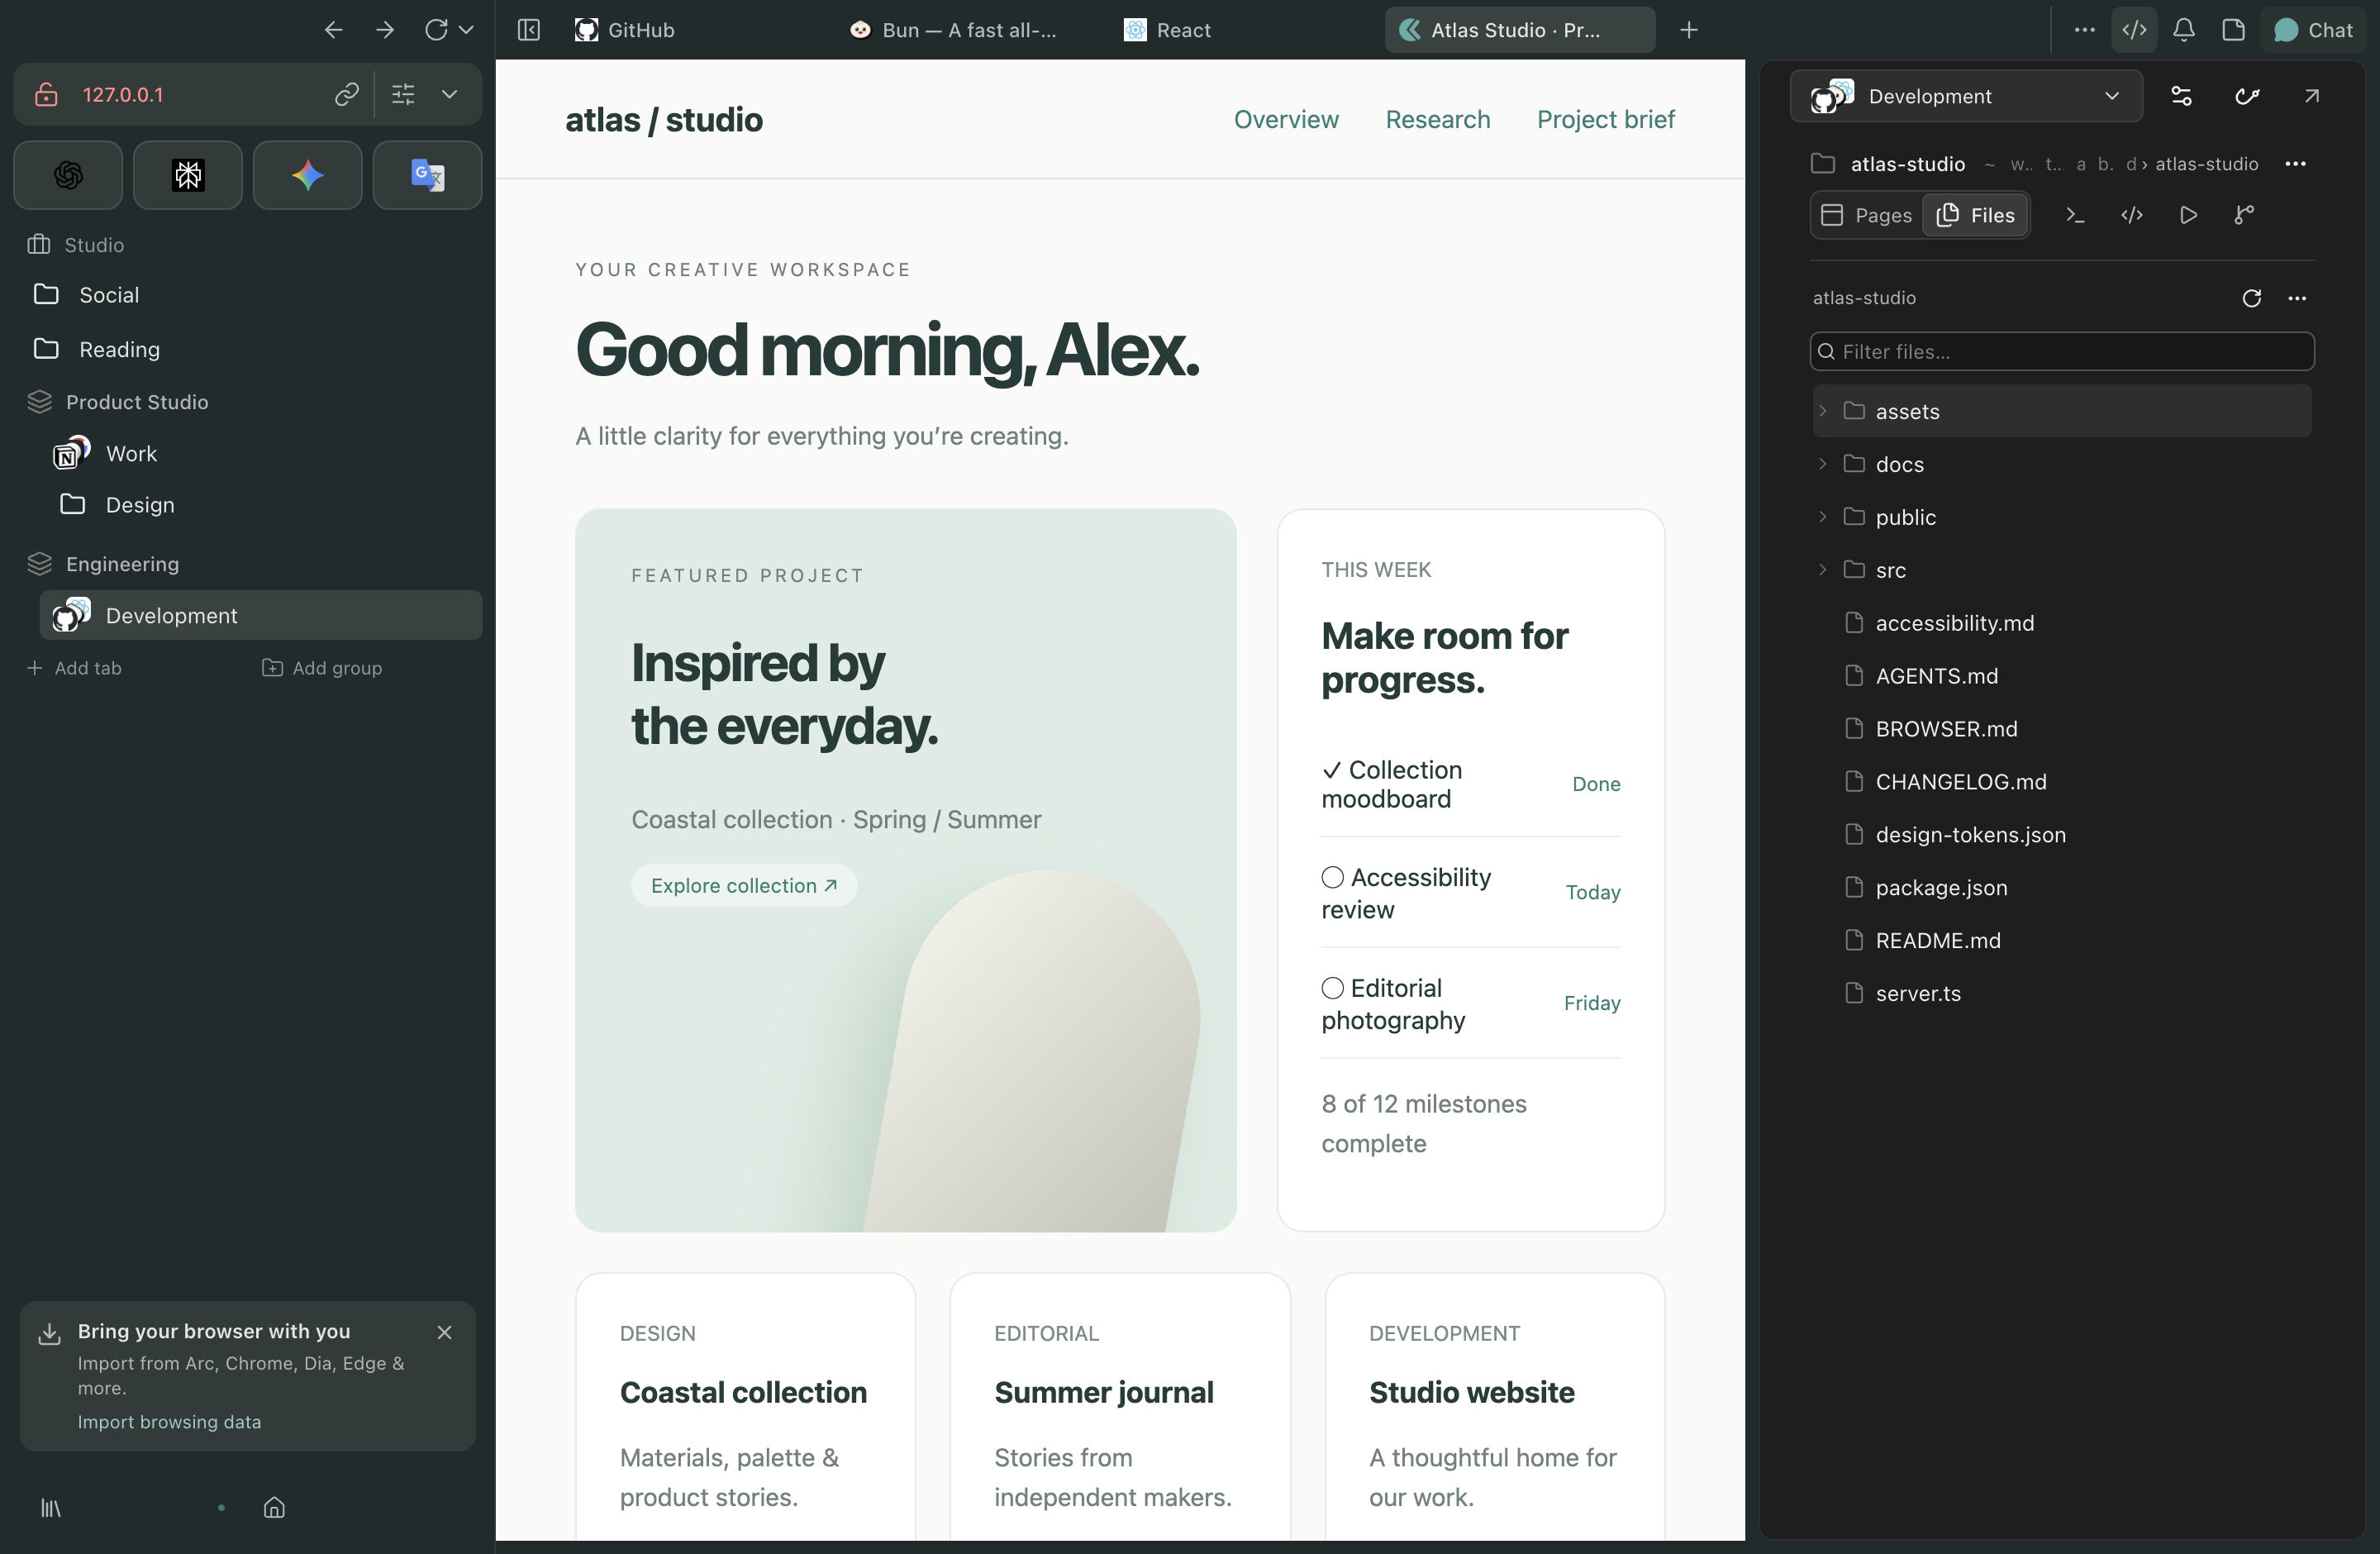 GitHub
Bun — A fast all-...
React
Atlas Studio · Pr...
Chat
127.0.0.1
Studio
Social
Reading
Product Studio
Work
Design
Engineering
Development
Add tab
Add group
Bring your browser with you
Import from Arc, Chrome, Dia, Edge &
more.
Import browsing data
atlas / studio
Overview
Research
Project brief
YOUR CREATIVE WORKSPACE
Good morning, Alex.
A little clarity for everything you’re creating.
FEATURED PROJECT
Inspired by
the everyday.
Coastal collection · Spring / Summer
Explore collection ↗
THIS WEEK
Make room for
progress.
✓ Collection
moodboard
Done
○ Accessibility
review
Today
○ Editorial
photography
Friday
8 of 12 milestones
complete
DESIGN
Coastal collection
Materials, palette &
product stories.
EDITORIAL
Summer journal
Stories from
independent makers.
DEVELOPMENT
Studio website
A thoughtful home for
our work.
Development
atlas-studio ~ w.. t... a b. d › atlas-studio
Pages
Files
atlas-studio
Filter files...
assets
docs
public
src
accessibility.md
AGENTS.md
BROWSER.md
CHANGELOG.md
design-tokens.json
package.json
README.md
server.ts